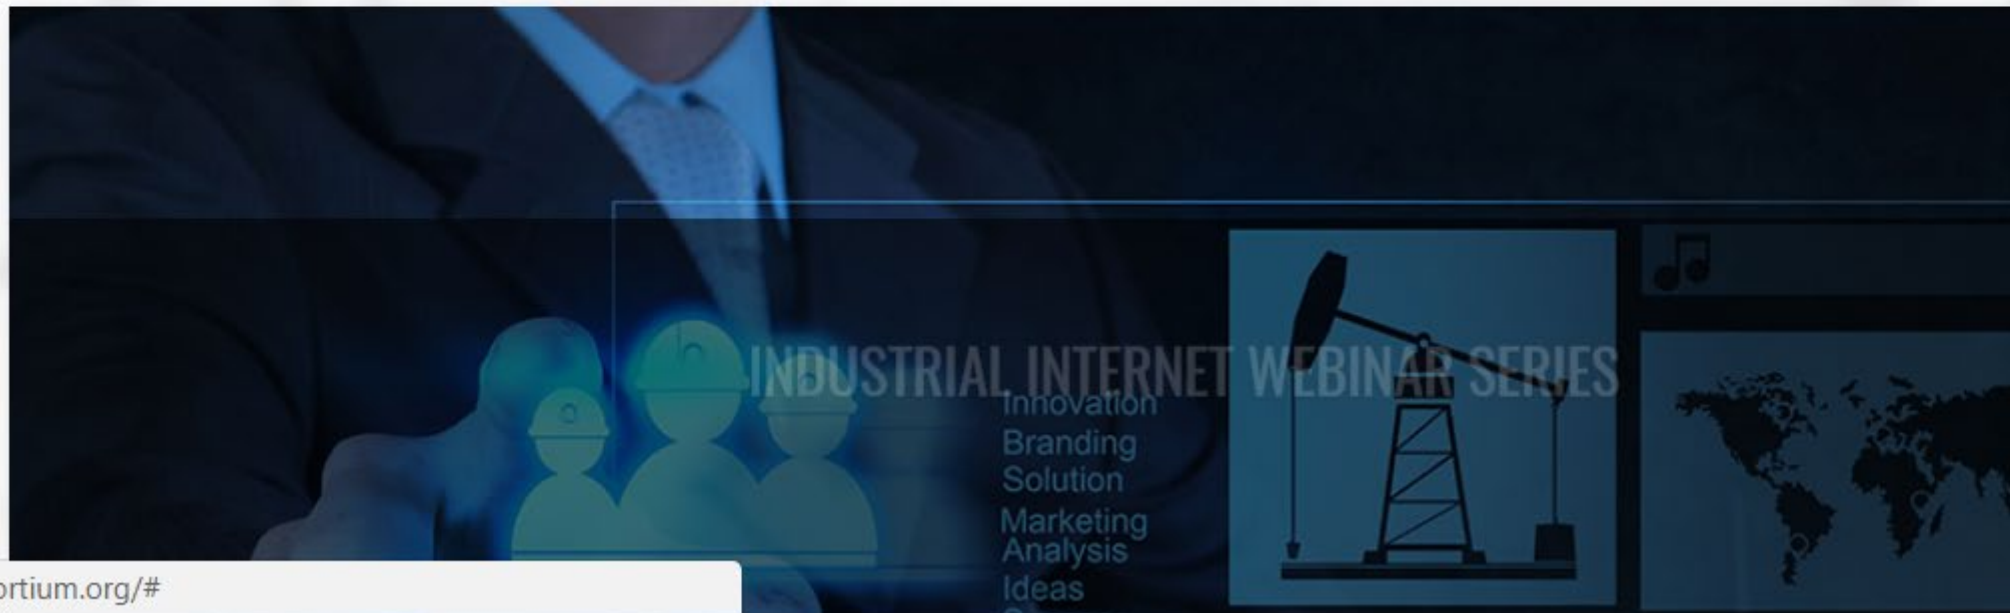 INDUSTRIAL INTERNET WEBINAR SERIES
Innovation
Branding
Solution
Marketing
Analysis
Ideas
ortium.org/#